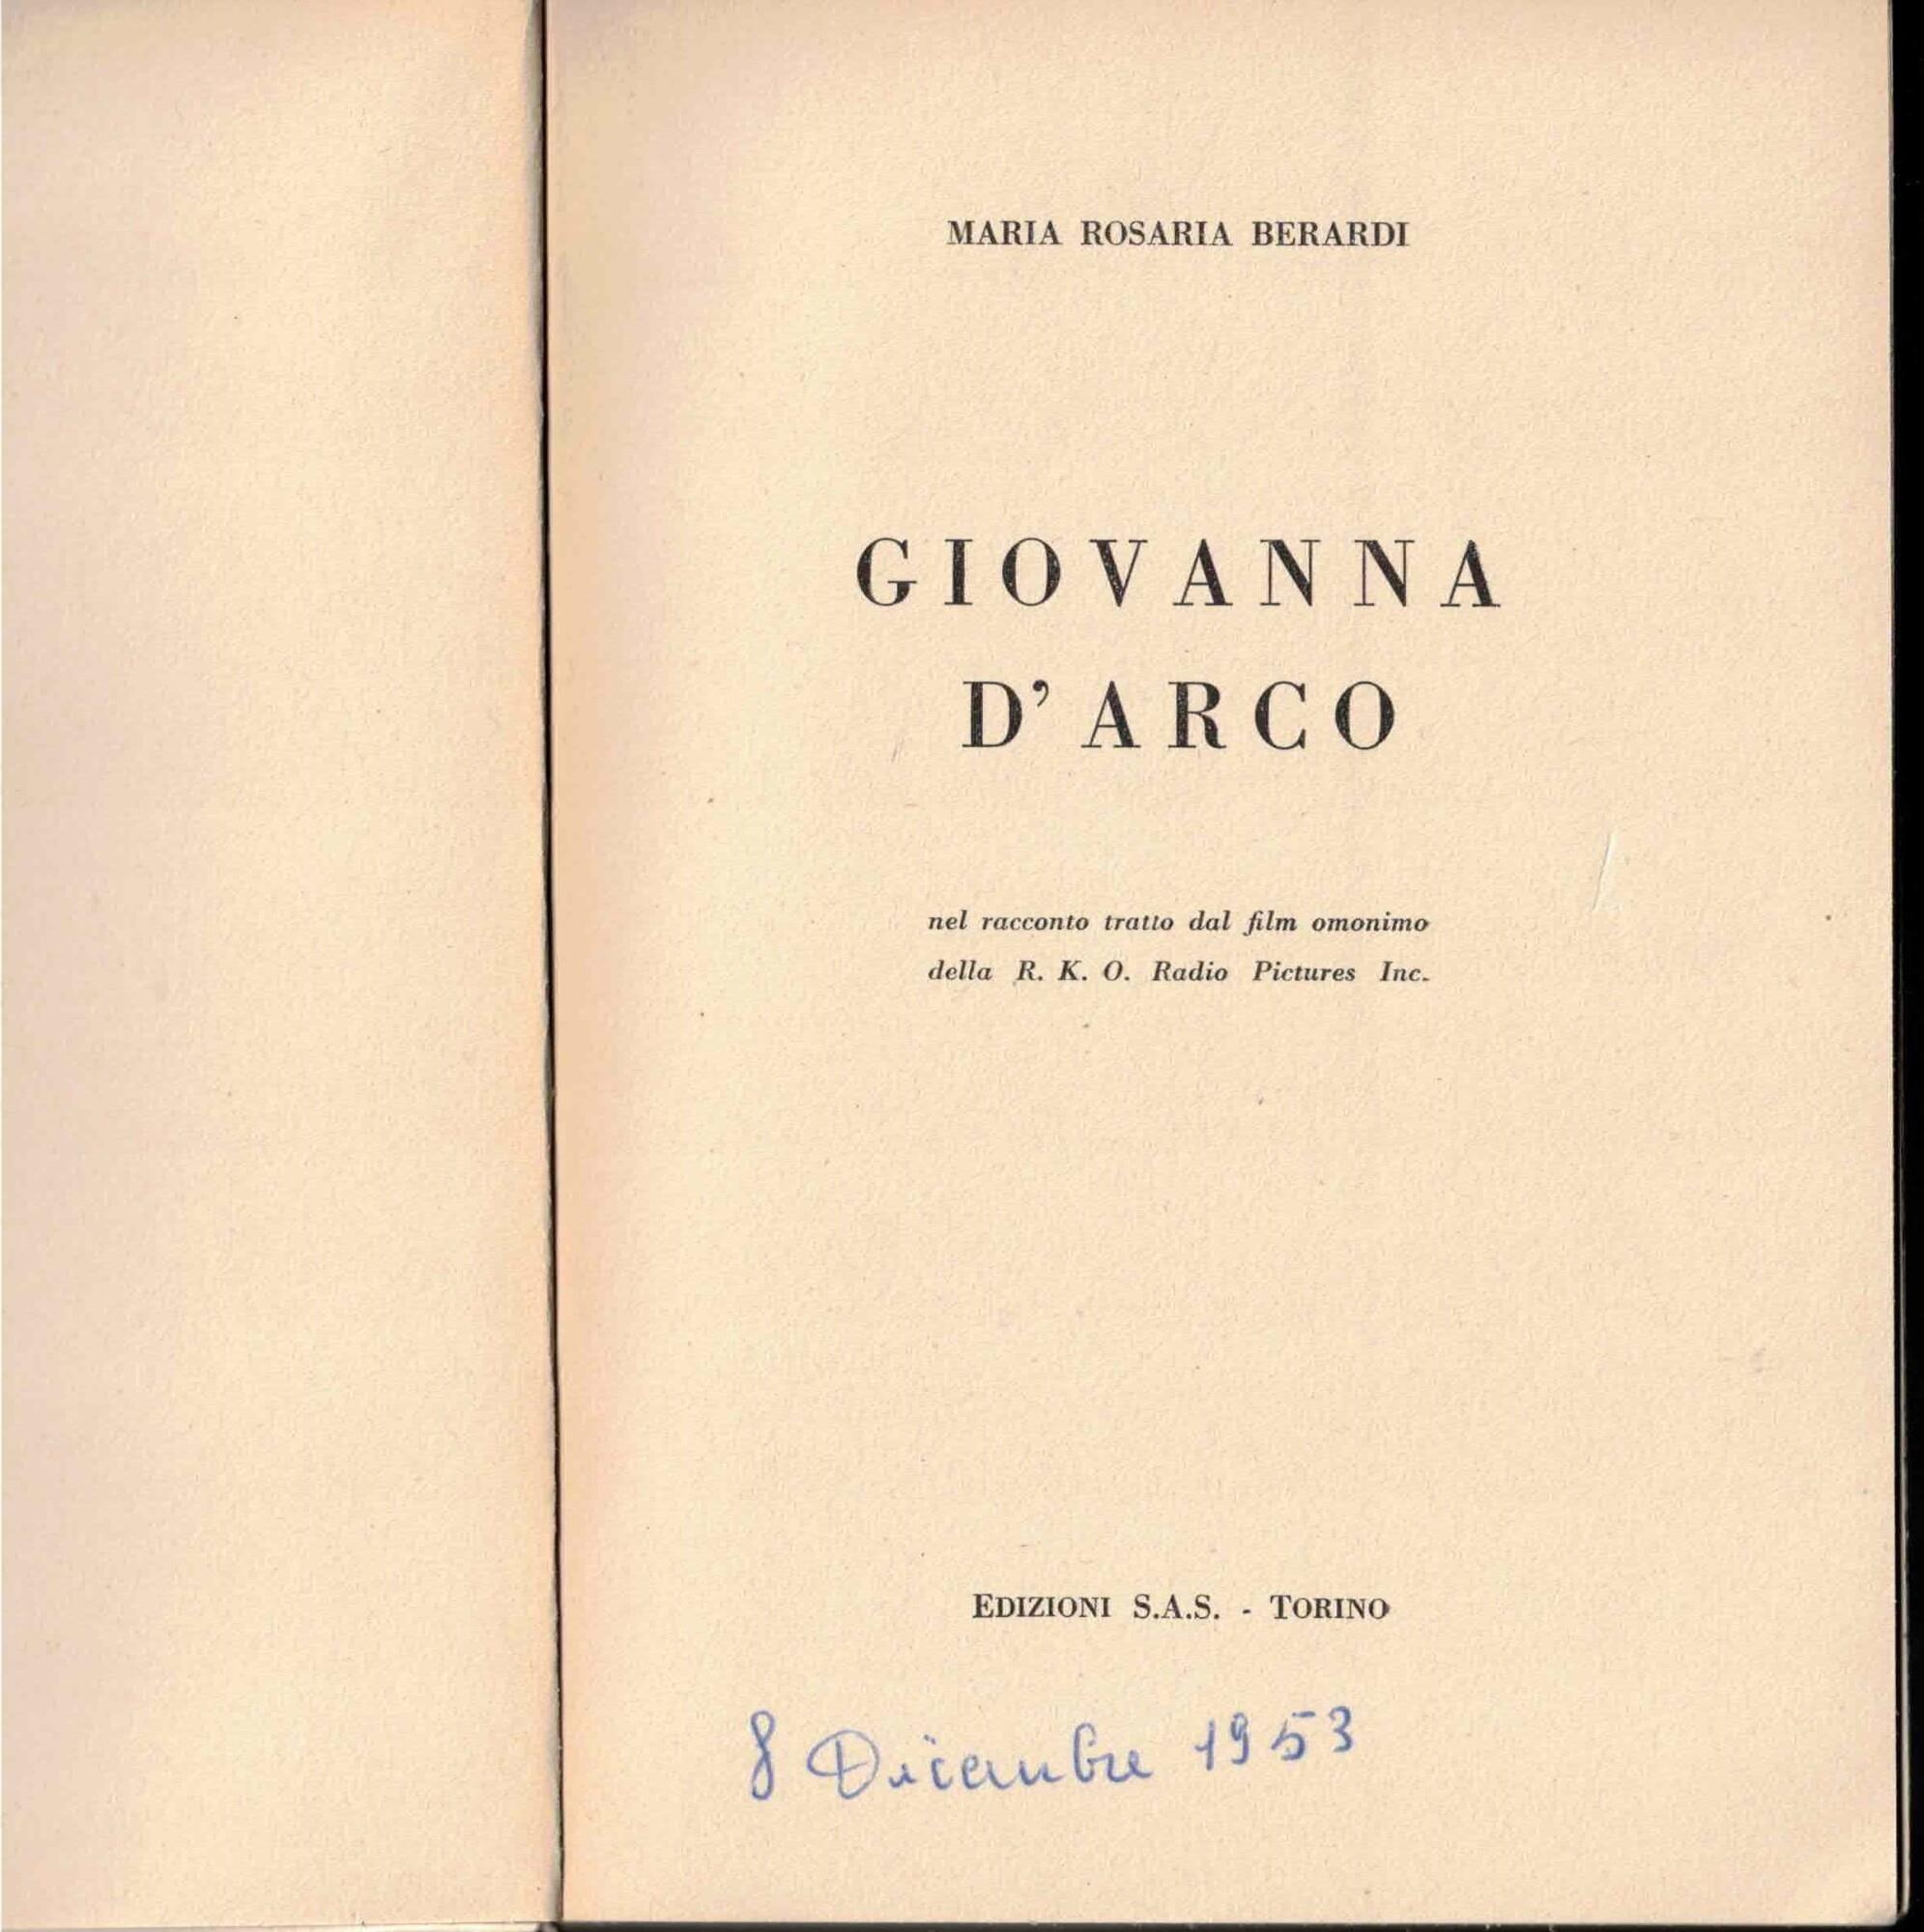 MARIA ROSARIA BERARDI
GIOVANNA
D'ARCO
nel racconto tratto dal film omonimo
della R. K. O. Radio Pictures Inc.
EDIZIONI S.A.S. - TORINO
8 Dicembre 1953